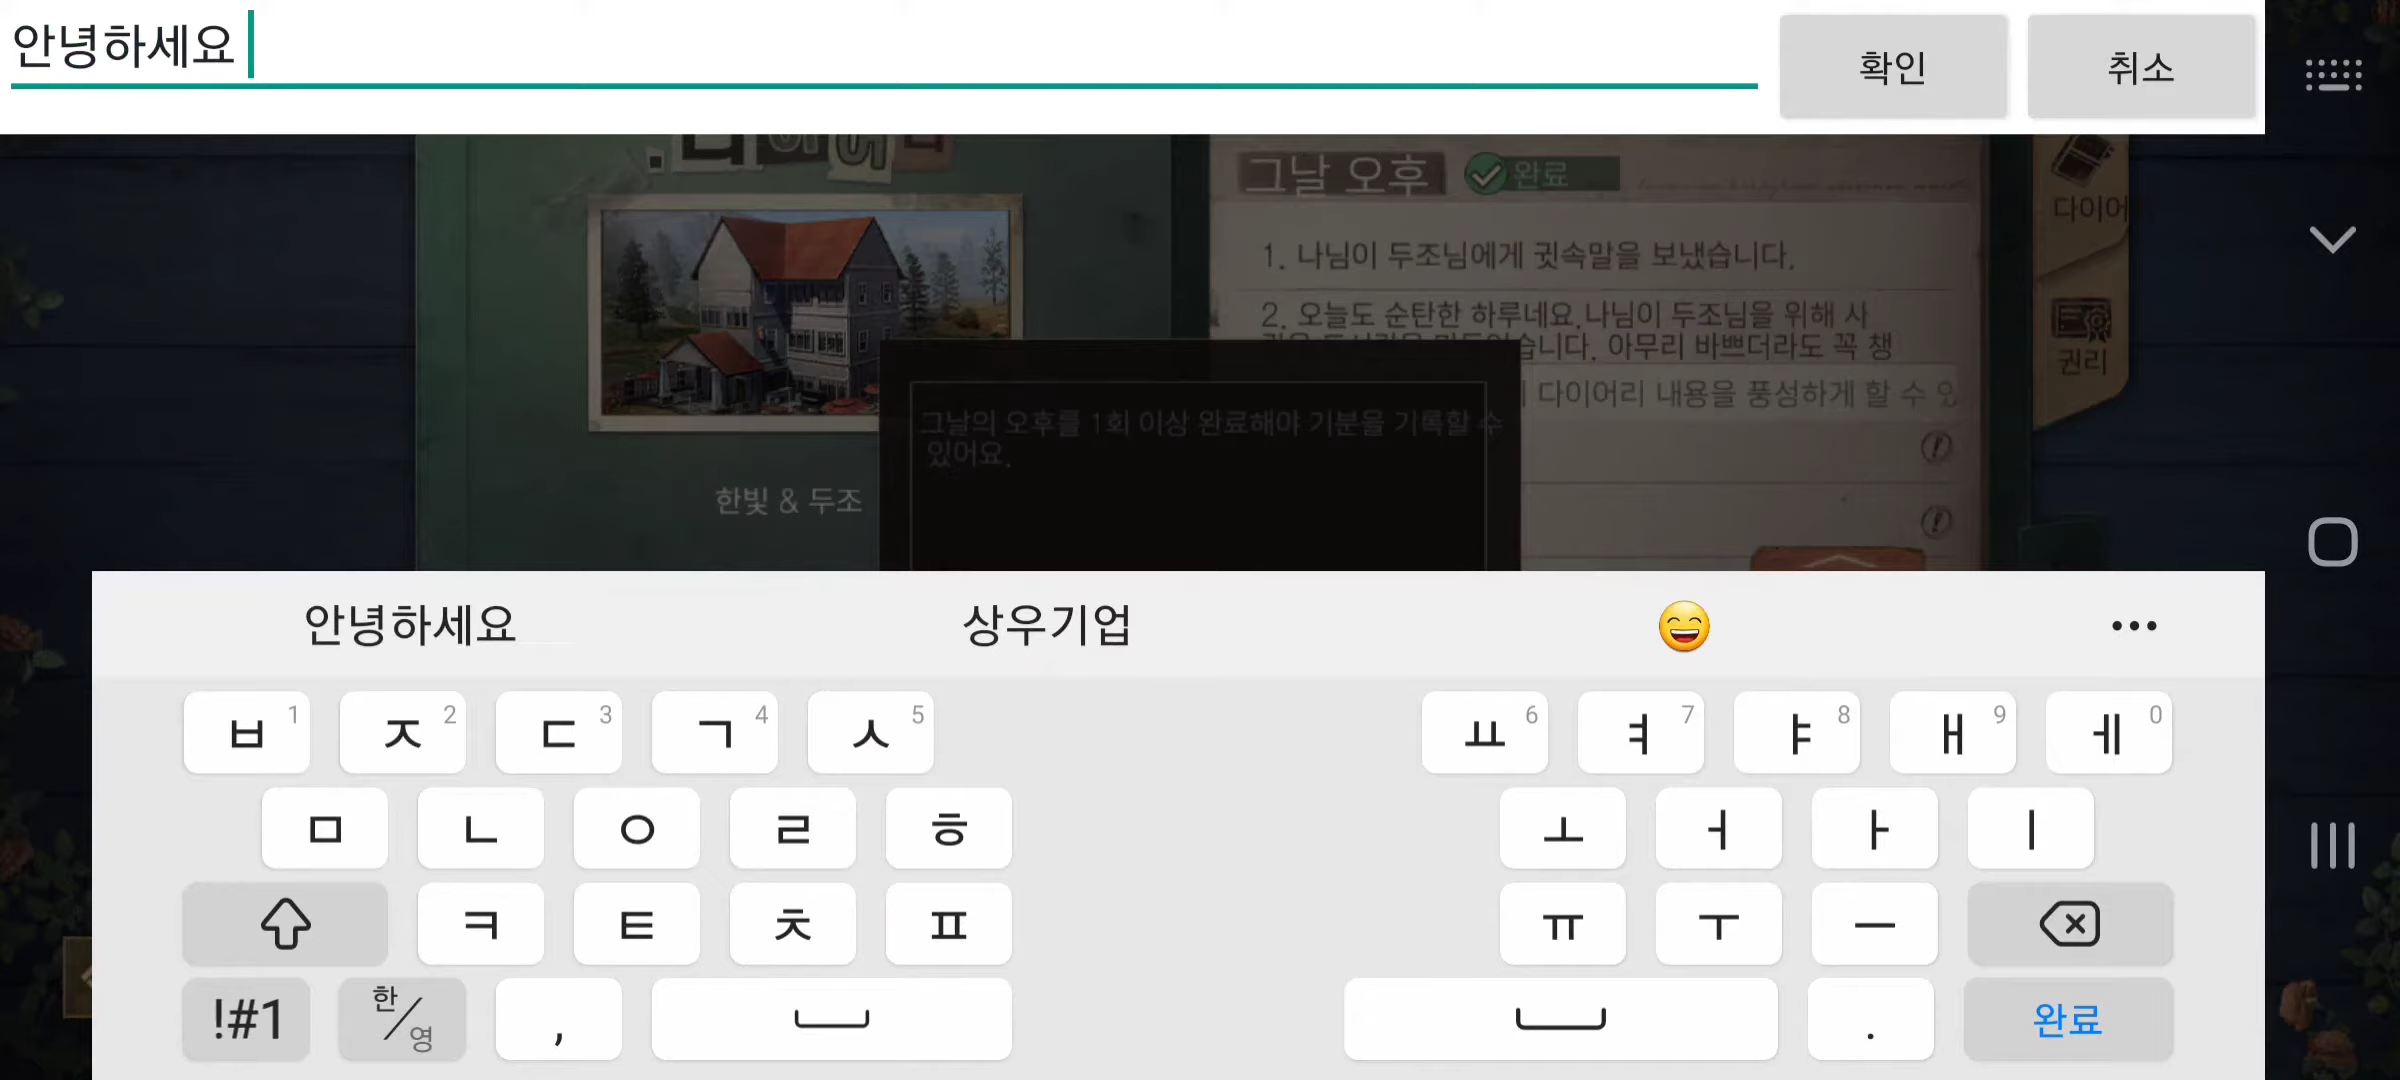 안녕하세요
확인
취소
그날 오후
완료
1. 나님이 두조님에게 귓속말을 보냈습니다.
2. 오늘도 순탄한 하루네요.나님이 두조님을 위해 사
습니다. 아무리 바쁘더라도 꼭 챙
다이어리 내용을 풍성하게 할 수 있
다이어
권리
그날의 오후를 1회 이상 완료해야 기분을 기록할 수
있어요.
한빛 & 두조
안녕하세요
상우기업
ㅂ 1 ㅈ 2 ㄷ 3 ㄱ 4 ㅅ 5 ㅛ 6 ㅕ 7 ㅑ 8 ㅐ 9 ㅔ 0
ㅁ ㄴ ㅇ ㄹ ㅎ ㅗ ㅓ ㅏ ㅣ
ㅋ ㅌ ㅊ ㅍ ㅠ ㅜ ㅡ
!#1 한/영 , . 완료